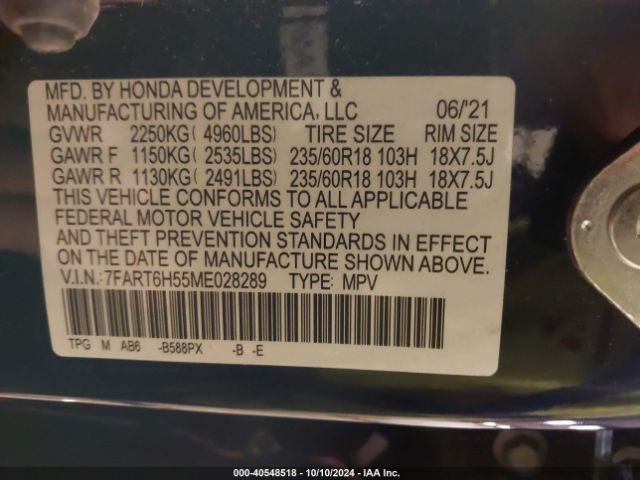 MFD. BY HONDA DEVELOPMENT &
MANUFACTURING OF AMERICA, LLC 06/'21
GVWR 2250KG( 4960LBS) TIRE SIZE RIM SIZE
GAWR F 1150KG( 2535LBS) 235/60R18 103H 18X7.5J
GAWR R 1130KG( 2491LBS) 235/60R18 103H 18X7.5J
THIS VEHICLE CONFORMS TO ALL APPLICABLE
FEDERAL MOTOR VEHICLE SAFETY
AND THEFT PREVENTION STANDARDS IN EFFECT
ON THE DATE OF MANUFACTURE SHOWN ABOVE.
V.I.N.:7FART6H55ME028289 TYPE: MPV
TPG M AB6 -B588PX -B -E
000-40548518 - 10/10/2024 - IAA Inc.